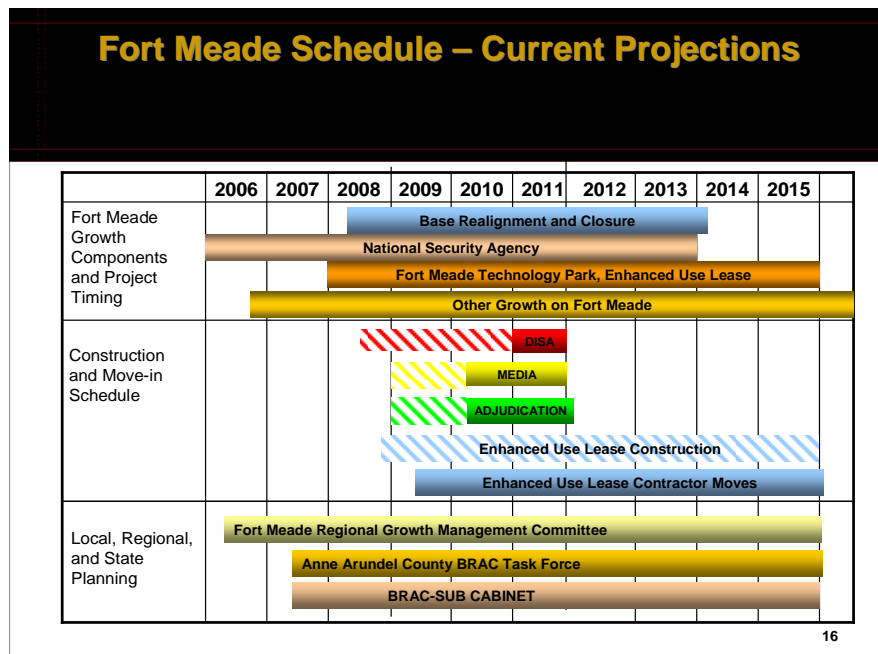 Fort Meade Schedule – Current Projections
2006 2007 2008 2009 2010 2011 2012 2013 2014 2015
Fort Meade
Growth
Components
and Project
Timing
Base Realignment and Closure
National Security Agency
Fort Meade Technology Park, Enhanced Use Lease
Other Growth on Fort Meade
Construction
and Move-in
Schedule
DISA
MEDIA
ADJUDICATION
Enhanced Use Lease Construction
Enhanced Use Lease Contractor Moves
Local, Regional,
and State
Planning
Fort Meade Regional Growth Management Committee
Anne Arundel County BRAC Task Force
BRAC-SUB CABINET
16